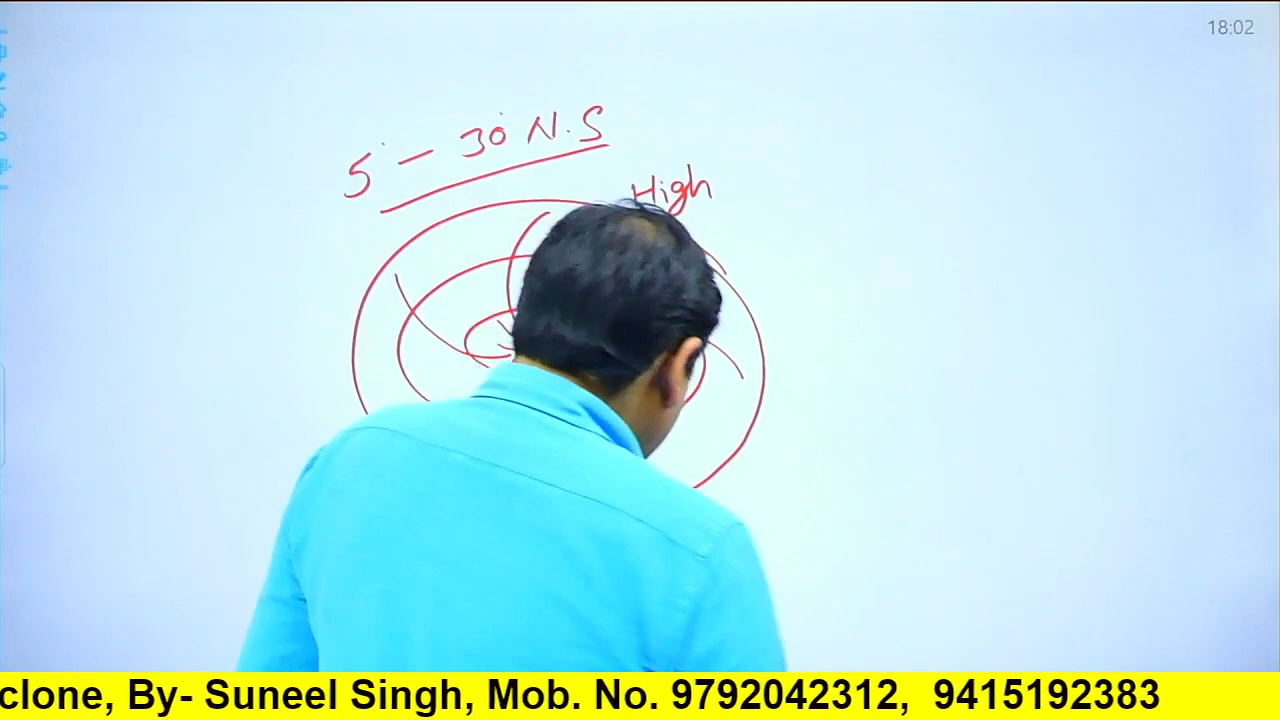 18:02
5° - 30° N.S
High
clone, By- Suneel Singh, Mob. No. 9792042312, 9415192383